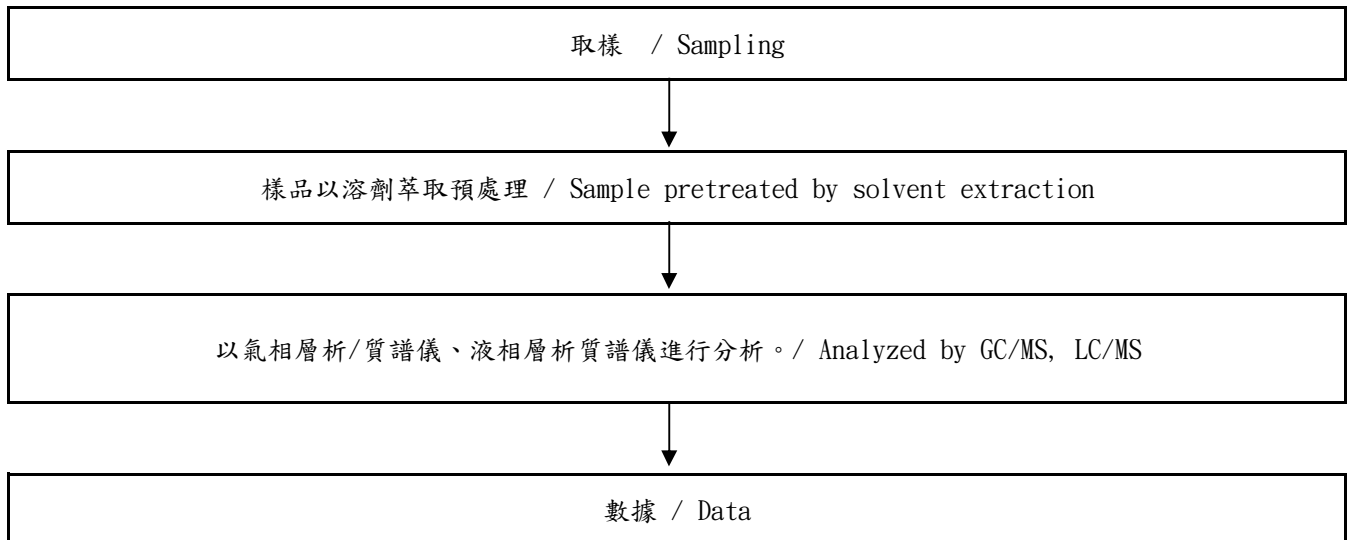 取樣 / Sampling
樣品以溶劑萃取預處理 / Sample pretreated by solvent extraction
以氣相層析/質譜儀、液相層析質譜儀進行分析。/ Analyzed by GC/MS, LC/MS
數據 / Data